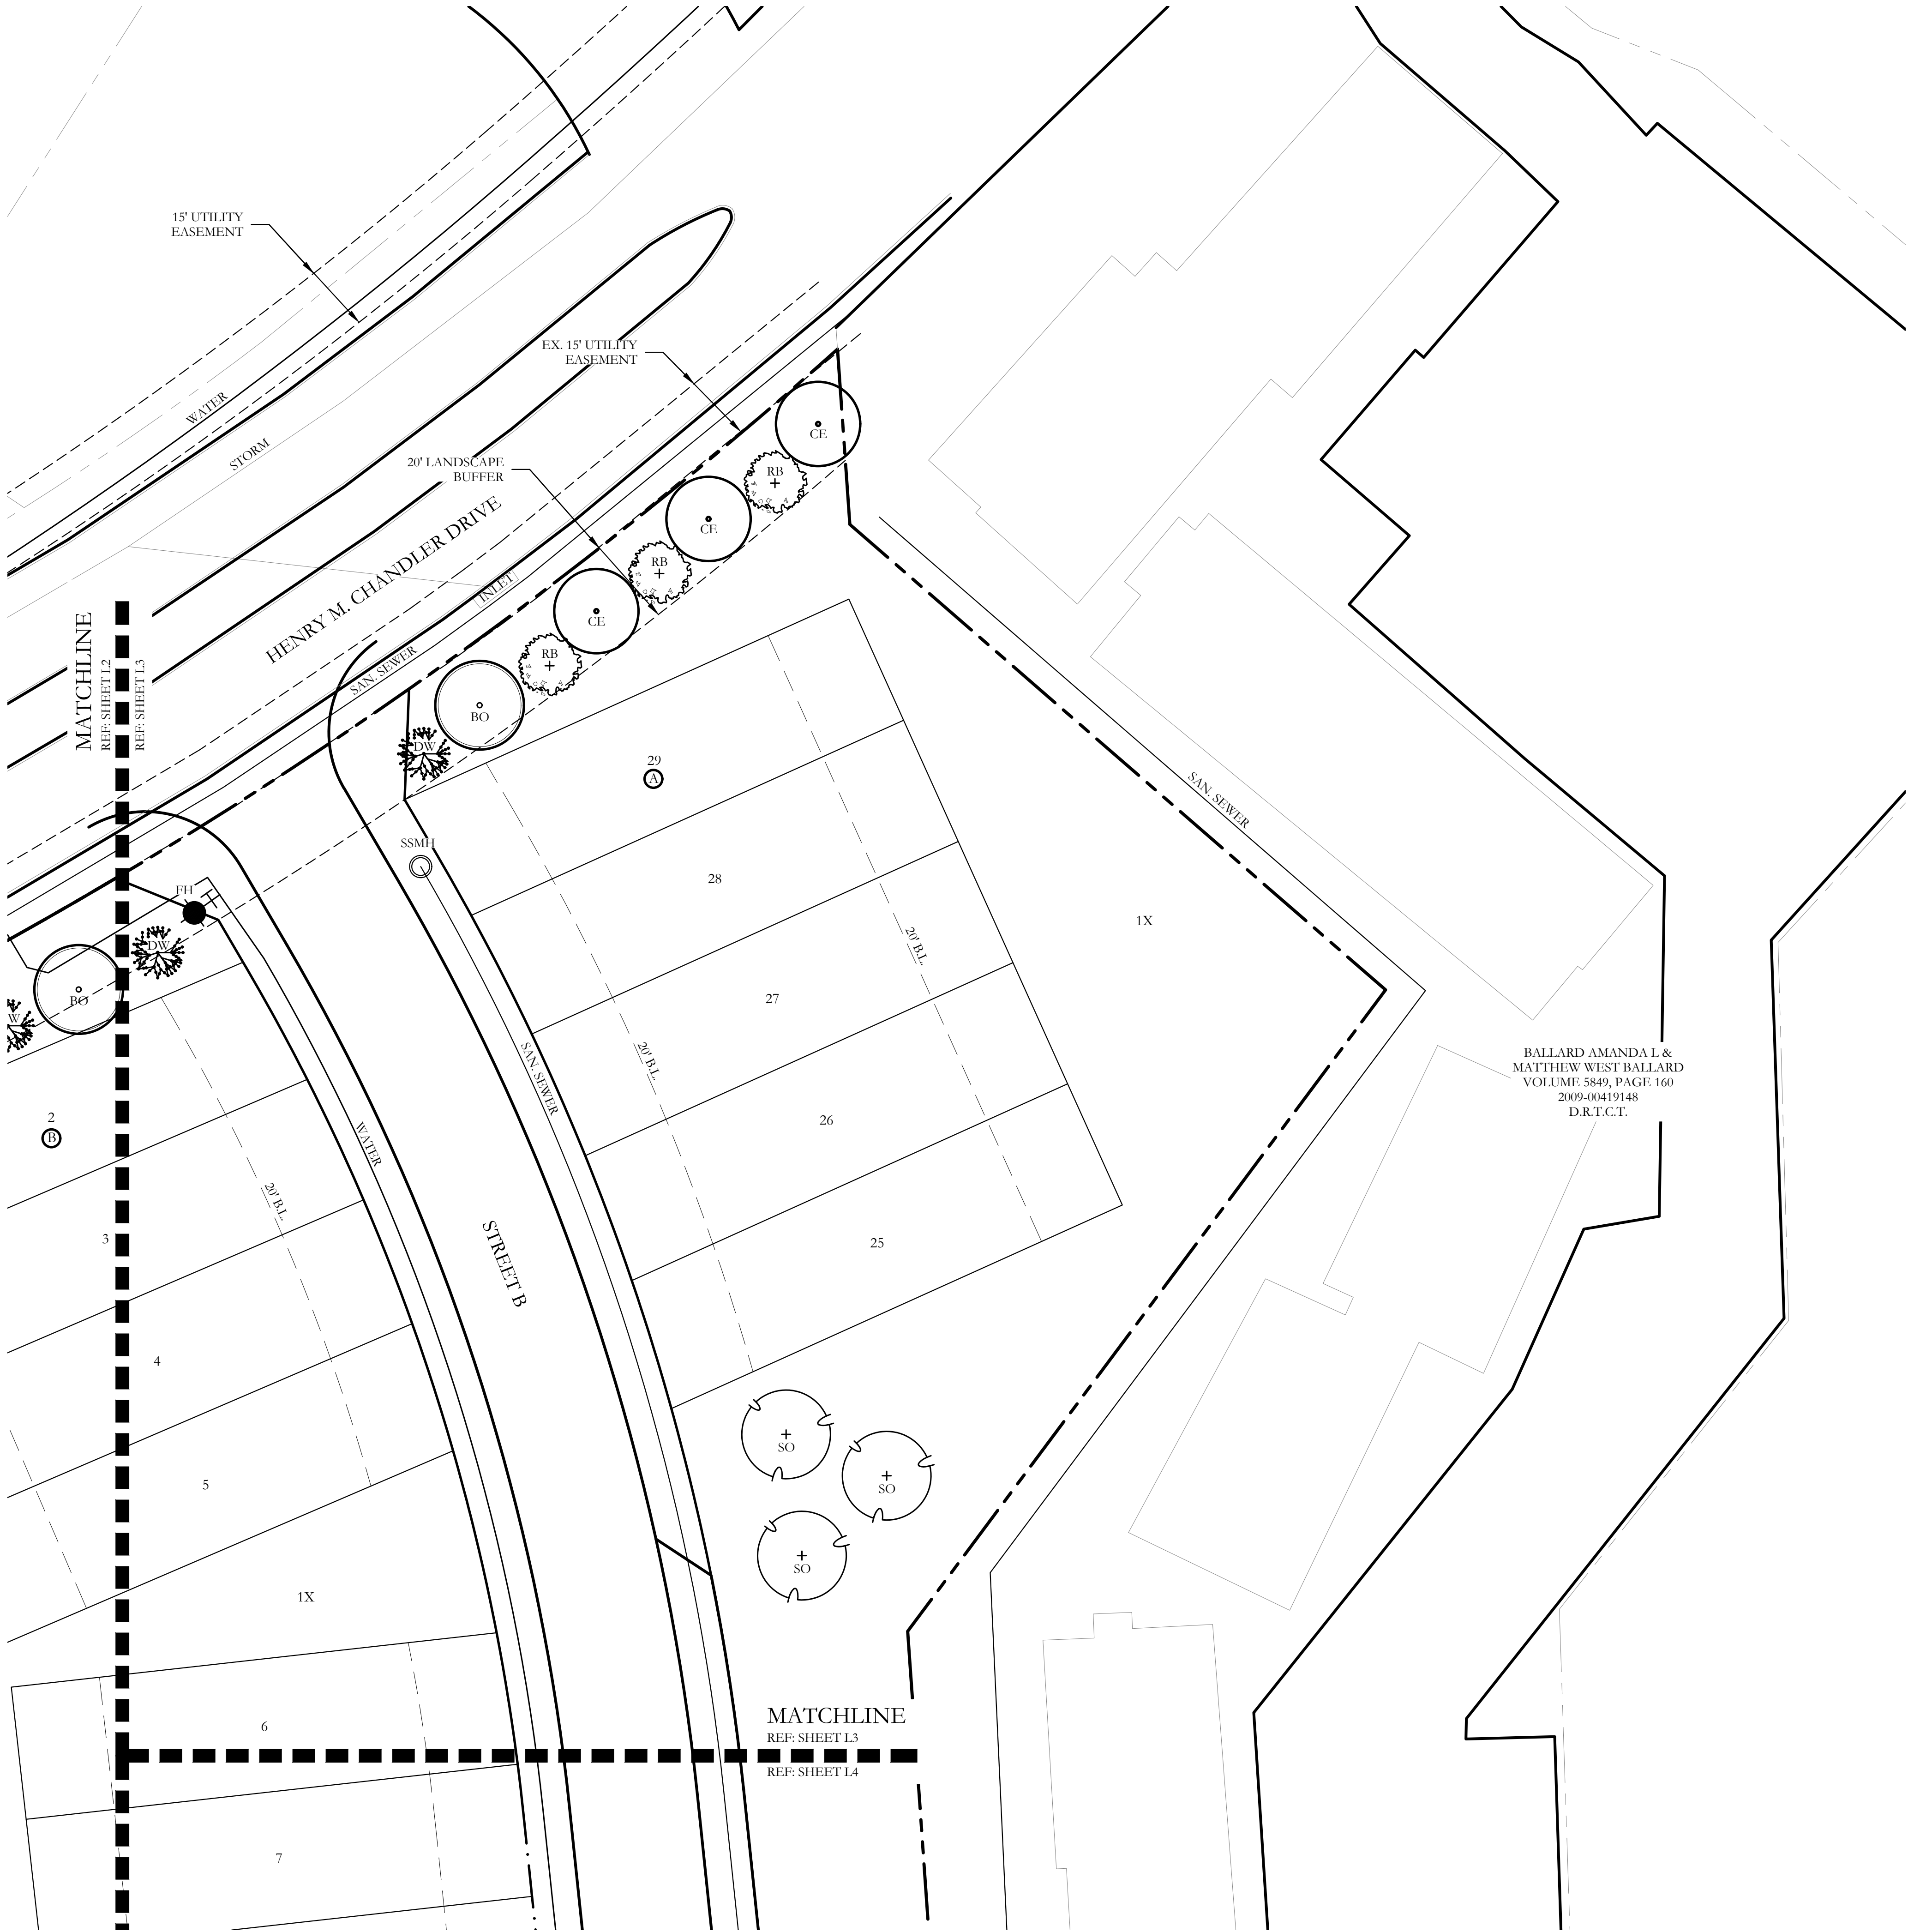 15' UTILITY
EASEMENT
EX. 15' UTILITY
EASEMENT
WATER
STORM
20' LANDSCAPE
BUFFER
HENRY M. CHANDLER DRIVE
INLET
SAN. SEWER
CE
RB
CE
RB
CE
RB
BO
DW
MATCHLINE
REF: SHEET L2
REF: SHEET L3
29
A
SSMH
28
FH
DW
BO
W
1X
SAN. SEWER
20' B.L.
27
20' B.L.
SAN. SEWER
26
BALLARD AMANDA L &
MATTHEW WEST BALLARD
VOLUME 5849, PAGE 160
2009-00419148
D.R.T.C.T.
2
B
WATER
20' B.L.
3
25
STREET B
4
5
SO
SO
SO
1X
6
MATCHLINE
REF: SHEET L3
REF: SHEET L4
7